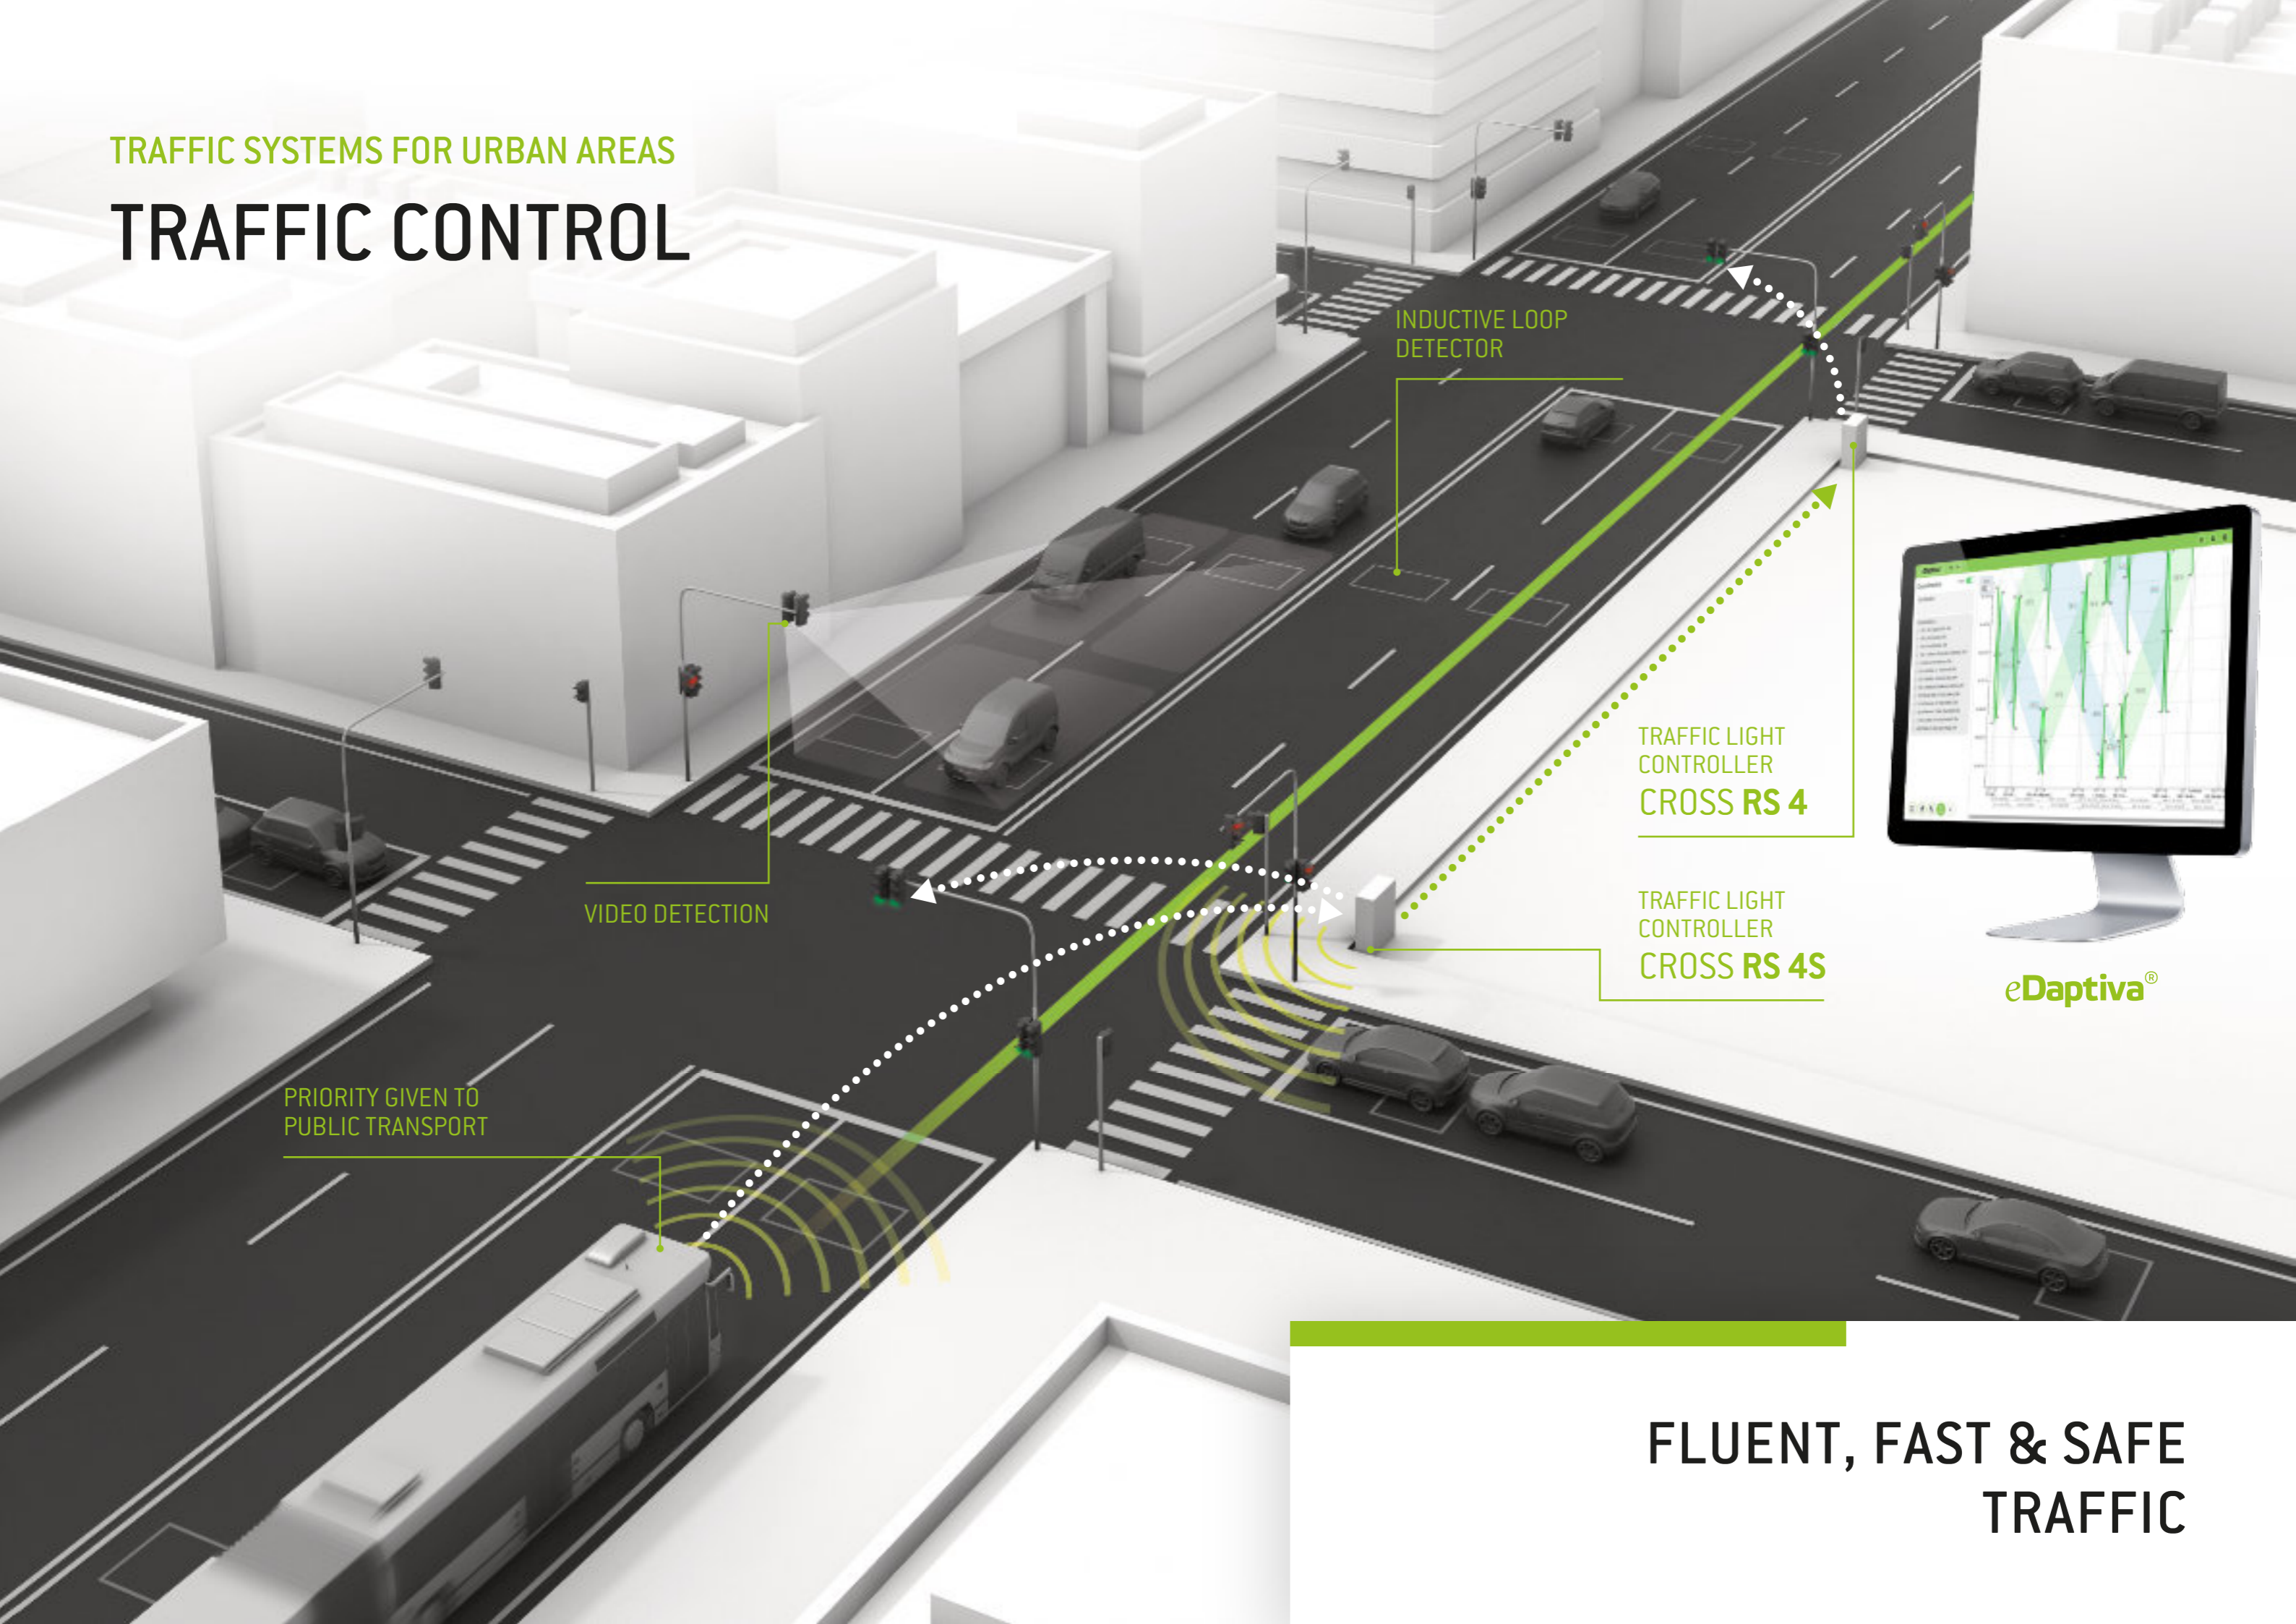 TRAFFIC SYSTEMS FOR URBAN AREAS
TRAFFIC CONTROL
INDUCTIVE LOOP
DETECTOR
TRAFFIC LIGHT
CONTROLLER
CROSS RS 4
VIDEO DETECTION
TRAFFIC LIGHT
CONTROLLER
CROSS RS 4S
eDaptiva®
PRIORITY GIVEN TO
PUBLIC TRANSPORT
FLUENT, FAST & SAFE
TRAFFIC